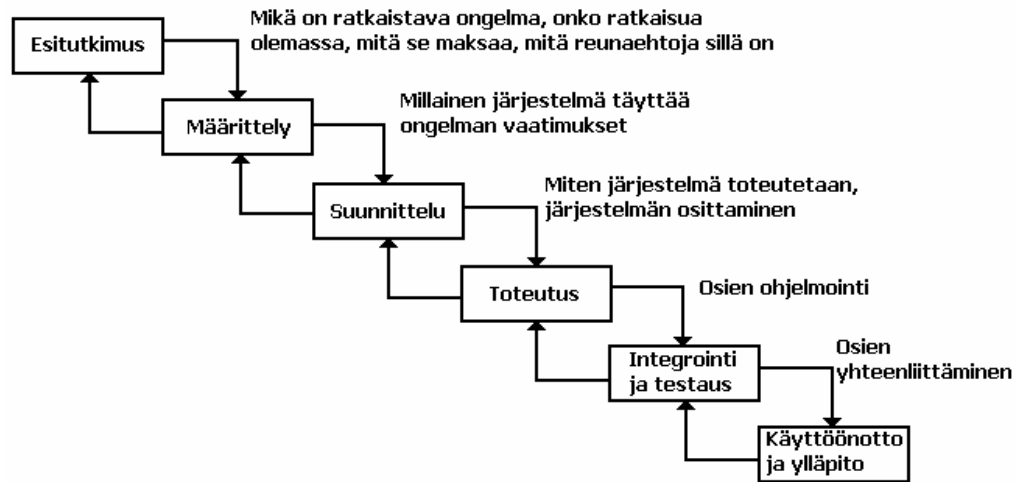 Esitutkimus
Mikä on ratkaistava ongelma, onko ratkaisua
olemassa, mitä se maksaa, mitä reunaehtoja sillä on
Määrittely
Millainen järjestelmä täyttää
ongelman vaatimukset
Suunnittelu
Miten järjestelmä toteutetaan,
järjestelmän osittaminen
Toteutus
Osien ohjelmointi
Integrointi
ja testaus
Osien
yhteenliittäminen
Käyttöönotto
ja ylläpito